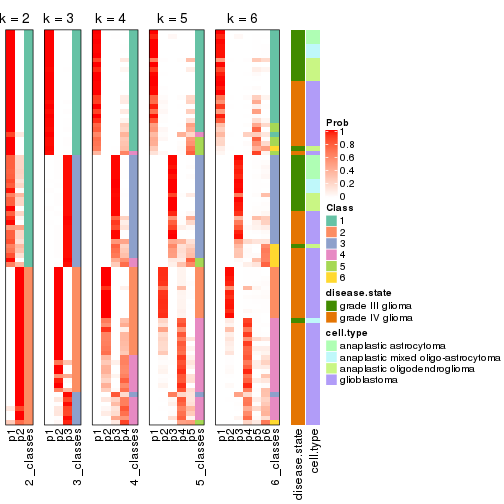 k = 2
k = 3
k = 4
k = 5
k = 6
p1
p2
2_classes
p1
p2
p3
3_classes
p1
p2
p3
p4
4_classes
p1
p2
p3
p4
p5
5_classes
p1
p2
p3
p4
p5
p6
6_classes
disease.state
cell.type
Prob
1
0.8
0.6
0.4
0.2
0
Class
1
2
3
4
5
6
disease.state
grade III glioma
grade IV glioma
cell.type
anaplastic astrocytoma
anaplastic mixed oligo-astrocytoma
anaplastic oligodendroglioma
glioblastoma